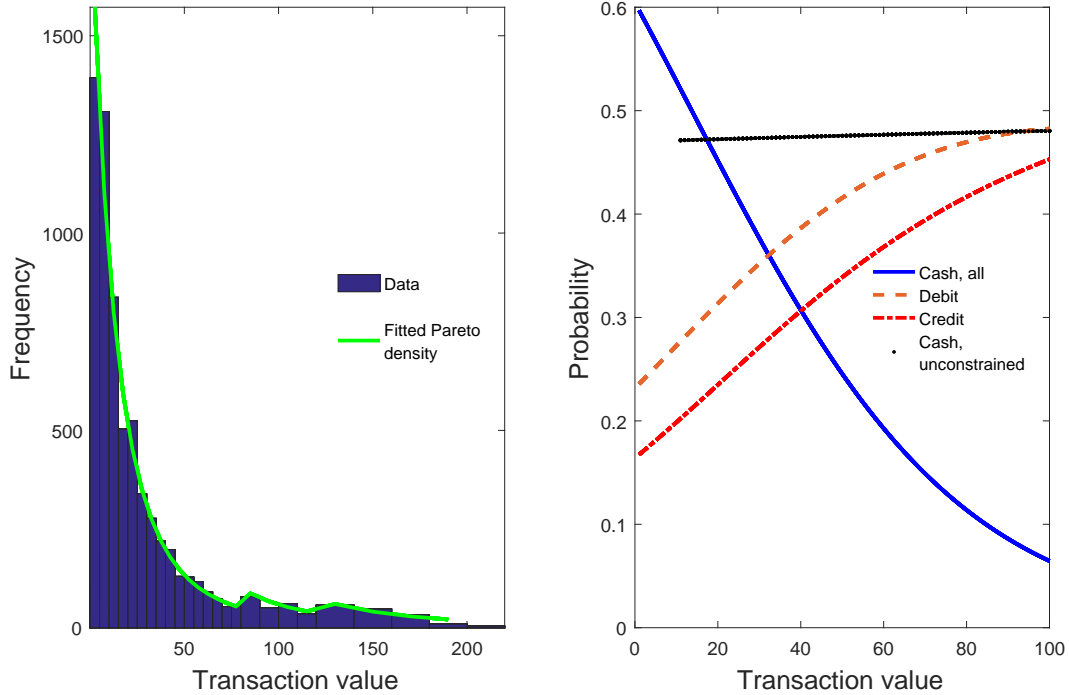 1500
1000
500
0
Frequency
50
100
150
200
Transaction value
Data
Fitted Pareto
density
0.6
0.5
0.4
0.3
0.2
0.1
0
Probability
0
20
40
60
80
100
Transaction value
Cash, all
Debit
Credit
Cash,
unconstrained